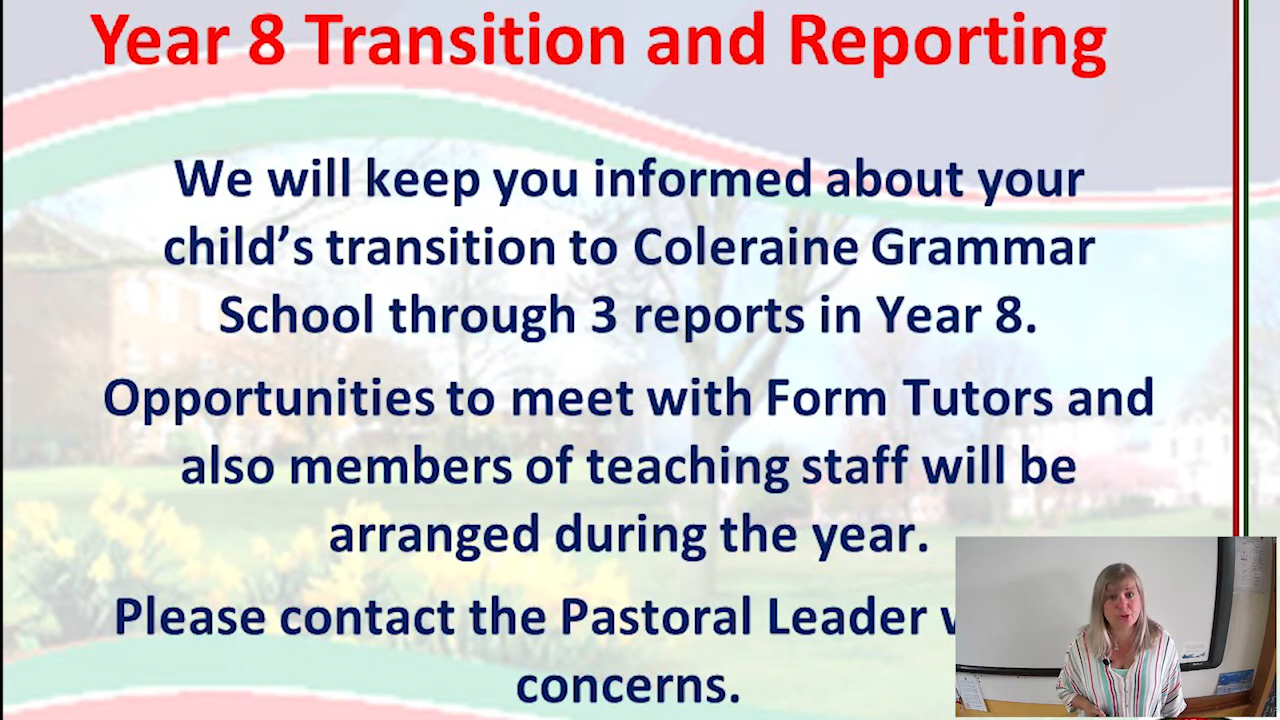 Year 8 Transition and Reporting
We will keep you informed about your
child's transition to Coleraine Grammar
School through 3 reports in Year 8.
Opportunities to meet with Form Tutors and
also members of teaching staff will be
arranged during the year.
Please contact the Pastoral Leader
concerns.